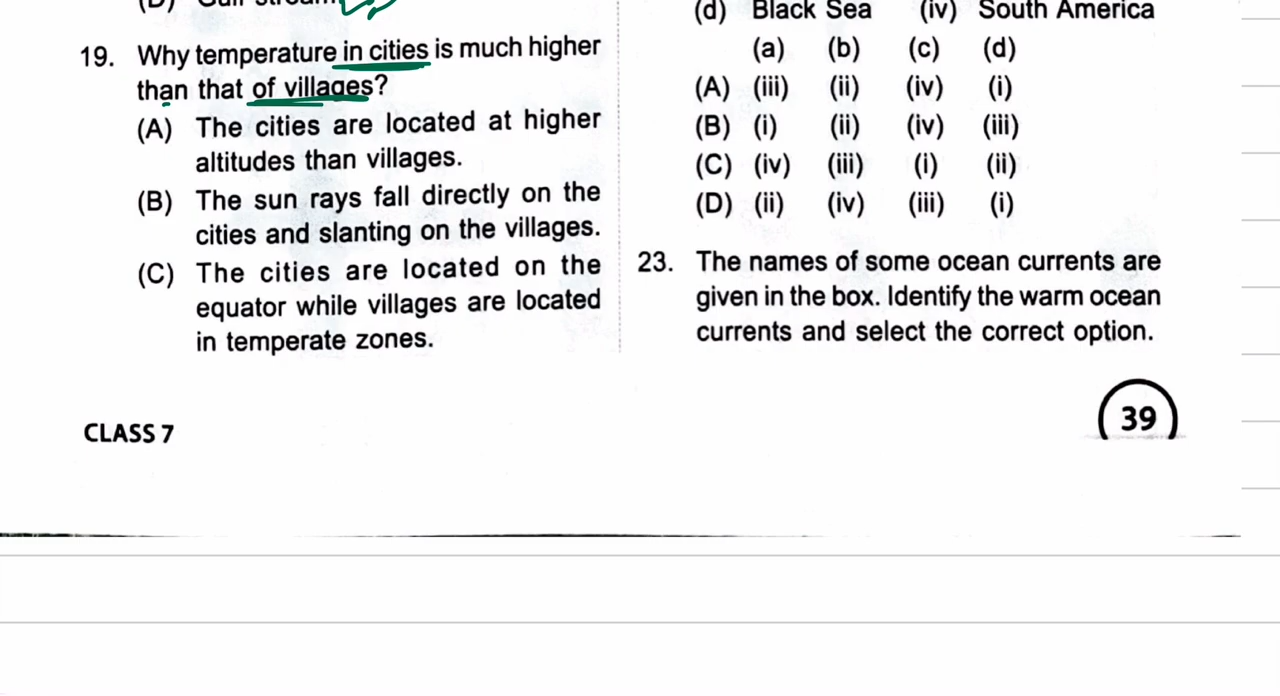 19. Why temperature in cities is much higher
than that of villages?
(A) The cities are located at higher
altitudes than villages.
(B) The sun rays fall directly on the
cities and slanting on the villages.
(C) The cities are located on the
equator while villages are located
in temperate zones.
CLASS 7
(d) Black Sea (iv) South America
(a) (b) (c) (d)
(A) (iii) (ii) (iv) (i)
(B) (i) (ii) (iv) (iii)
(C) (iv) (iii) (i) (ii)
(D) (ii) (iv) (iii) (i)
23. The names of some ocean currents are
given in the box. Identify the warm ocean
currents and select the correct option.
39